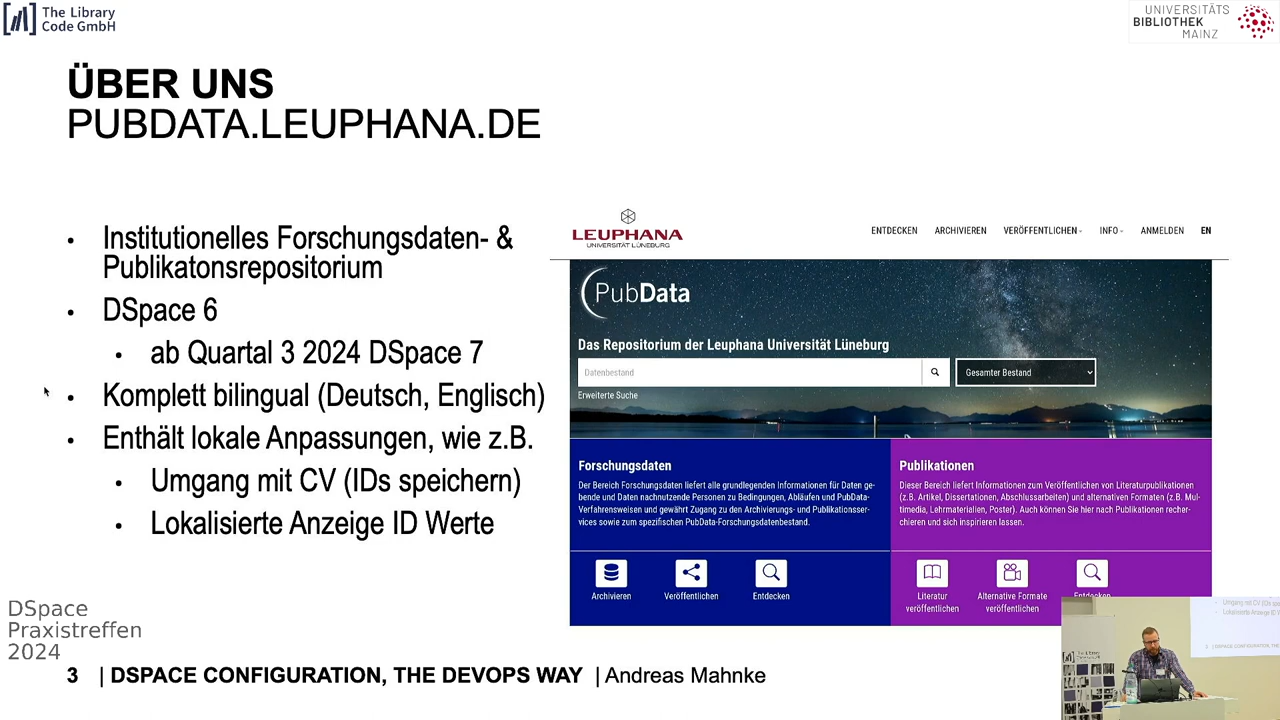 The Library
Code GmbH
UNIVERSITÄTS
BIBLIOTHEK
MAINZ
ÜBER UNS
PUBDATA.LEUPHANA.DE
• Institutionelles Forschungsdaten- &
Publikatonsrepositorium
• DSpace 6
• ab Quartal 3 2024 DSpace 7
• Komplett bilingual (Deutsch, Englisch)
• Enthält lokale Anpassungen, wie z.B.
• Umgang mit CV (IDs speichern)
• Lokalisierte Anzeige ID Werte
LEUPHANA
UNIVERSITÄT LÜNEBURG
ENTDECKEN ARCHIVIEREN VERÖFFENTLICHEN INFO ANMELDEN EN
PubData
Das Repositorium der Leuphana Universität Lüneburg
Datenbestand
Gesamter Bestand
Erweiterte Suche
Forschungsdaten
Der Bereich Forschungsdaten liefert alle grundlegenden Informationen für Daten ge-
bende und Daten nachnutzende Personen zu Bedingungen, Abläufen und PubData-
Verfahrensweisen und gewährt Zugang zu den Archivierungs- und Publikationsser-
vices sowie zum spezifischen PubData-Forschungsdatenbestand.
Archivieren Veröffentlichen Entdecken
Publikationen
Dieser Bereich liefert Informationen zum Veröffentlichen von Literaturpublikationen
(z.B. Artikel, Dissertationen, Abschlussarbeiten) und alternativen Formaten (z.B. Mul-
timedia, Lehrmaterialien, Poster). Auch können Sie hier nach Publikationen recher-
chieren und sich inspirieren lassen.
Literatur
veröffentlichen
Alternative Formate
veröffentlichen
Entdecken
DSpace
Praxistreffen
2024
3 | DSPACE CONFIGURATION, THE DEVOPS WAY | Andreas Mahnke